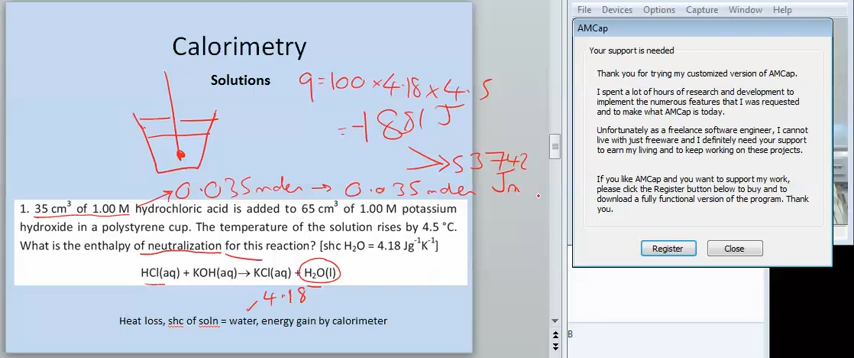 Calorimetry
Solutions
q=100 ×4.18 × 4.5
=-1881 J
53742
0.035moles → 0.035moles
1. 35 cm³ of 1.00 M hydrochloric acid is added to 65 cm³ of 1.00 M potassium
hydroxide in a polystyrene cup. The temperature of the solution rises by 4.5 °C.
What is the enthalpy of neutralization for this reaction? [shc H₂O = 4.18 Jg⁻¹K⁻¹]
HCl(aq) + KOH(aq)→ KCl(aq) + H₂O(l)
4.18
Heat loss, shc of soln = water, energy gain by calorimeter
File Devices Options Capture Window Help
AMCap
Your support is needed
Thank you for trying my customized version of AMCap.
I spent a lot of hours of research and development to
implement the numerous features that I was requested
and to make what AMCap is today.
Unfortunately as a freelance software engineer, I cannot
live with just freeware and I definitely need your support
to earn my living and to keep working on these projects.
If you like AMCap and you want to support my work,
please click the Register button below to buy and to
download a fully functional version of the program. Thank
you.
Register Close